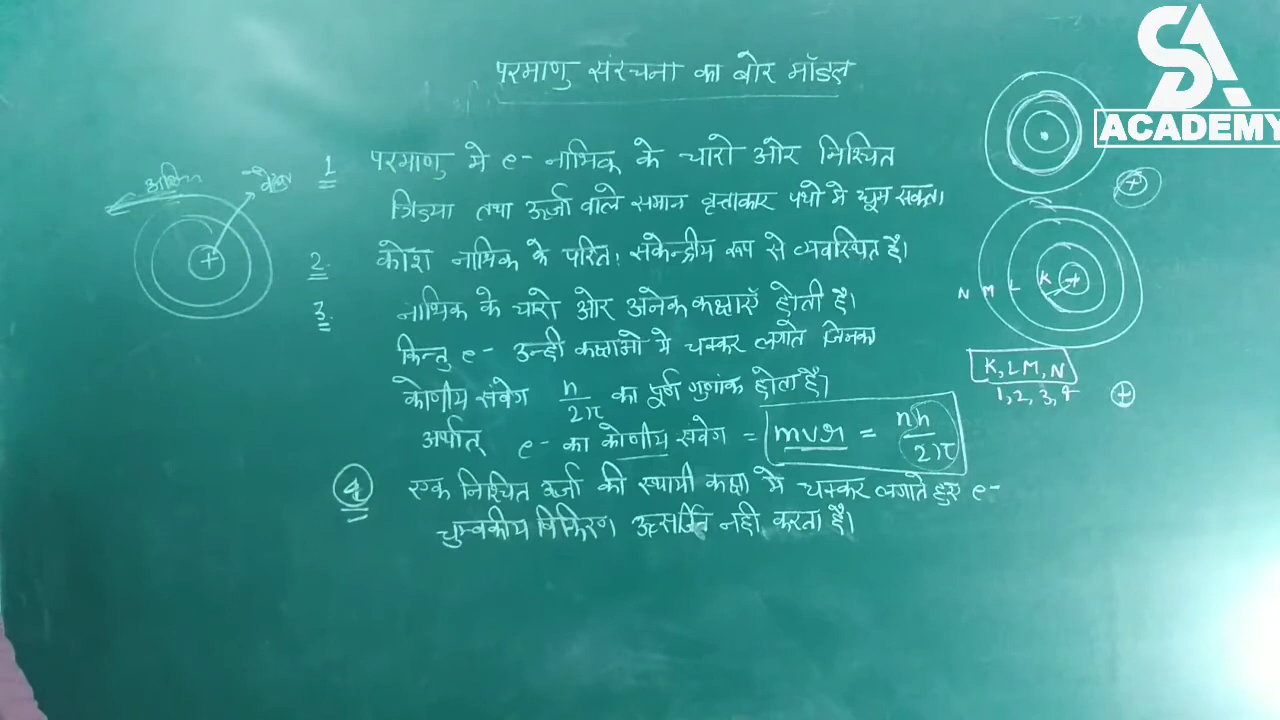 SA
ACADEMY
परमाणु संरचना का बोर मॉडल
1. परमाणु मे e- नाभिक के चारो ओर निश्चित
त्रिज्या तथा ऊर्जा वाले समान वृत्ताकार पथो मे घूम सकता
2. कोश नाभिक के परित: संकेन्द्रीय रूप से व्यवस्थित है।
3. नाभिक के चारो ओर अनेक कक्षाएँ होती है।
किन्तु e- उन्ही कक्षाओ मे चक्कर लगाते जिनका
कोणीय संवेग n/2π का पूर्ण गुणांक होता है।
अर्थात् e- का कोणीय संवेग = mvr = nh/2π
4 एक निश्चित ऊर्जा की स्थायी कक्षा मे चक्कर लगाते हुए e-
चुम्बकीय विकिरण उत्सर्जित नही करता है।
+
+
N M L K +
K, L M, N
1, 2, 3, 4
+